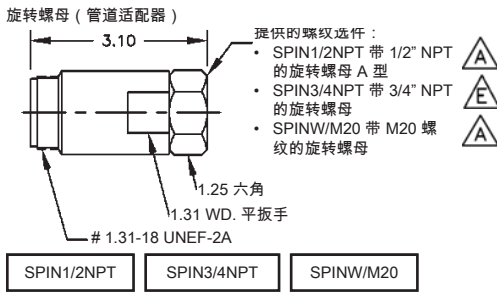 旋转螺母（管道适配器）
3.10
提供的螺纹选件：
• SPIN1/2NPT 带 1/2” NPT
的旋转螺母 A 型
A
• SPIN3/4NPT 带 3/4” NPT
的旋转螺母
E
• SPINW/M20 带 M20 螺
纹的旋转螺母
A
1.25 六角
1.31 WD. 平扳手
# 1.31-18 UNEF-2A
SPIN1/2NPT
SPIN3/4NPT
SPINW/M20